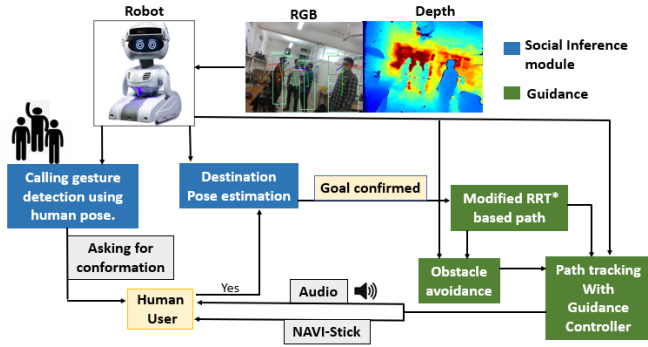 Robot
RGB
Depth
Social Inference
module
Guidance
Calling gesture
detection using
human pose.
Destination
Pose estimation
Goal confirmed
Modified RRT*
based path
Asking for
conformation
Obstacle
avoidance
Path tracking
With
Guidance
Controller
Human
User
Yes
Audio
NAVI-Stick